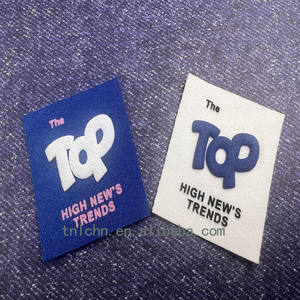 The
TOP
HIGH NEW'S
TRENDS
The
TOP
HIGH NEW'S
TRENDS
tnlchn.en.alibaba.com